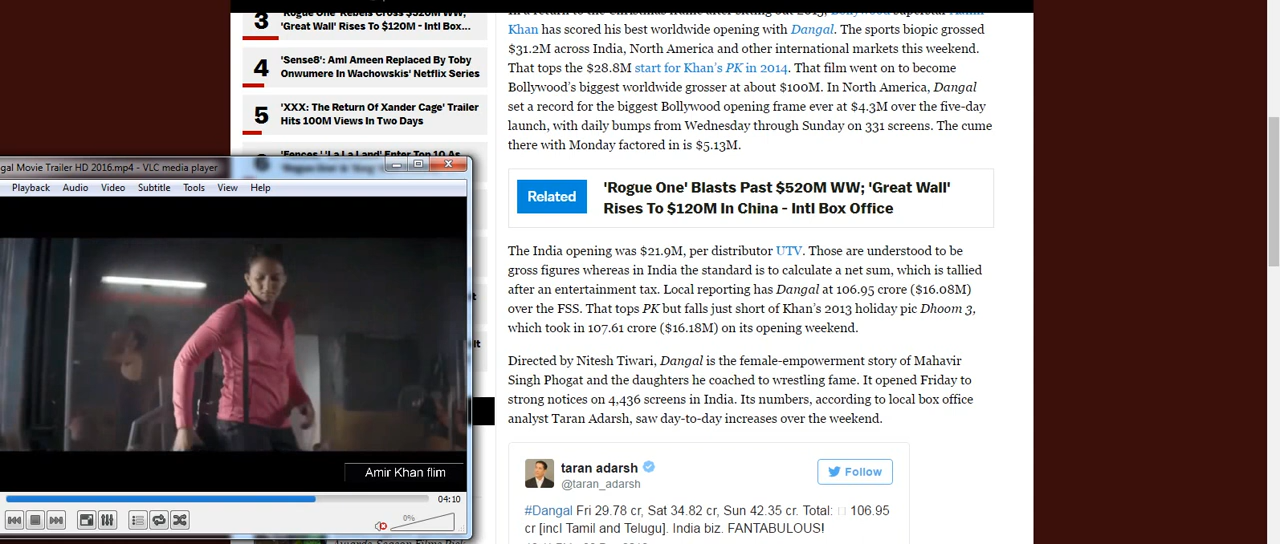 3
'Rogue One' Rebels Cross $520M WW;
'Great Wall' Rises To $120M - Intl Box...
4
'Sense8': Aml Ameen Replaced By Toby
Onwumere In Wachowskis' Netflix Series
5
'XXX: The Return Of Xander Cage' Trailer
Hits 100M Views In Two Days
'Fences,' 'La La Land' Enter Top 10 As
gal Movie Trailer HD 2016.mp4 - VLC media player
Playback Audio Video Subtitle Tools View Help
Amir Khan flim
04:10
0%
Khan has scored his best worldwide opening with Dangal. The sports biopic grossed
$31.2M across India, North America and other international markets this weekend.
That tops the $28.8M start for Khan's PK in 2014. That film went on to become
Bollywood's biggest worldwide grosser at about $100M. In North America, Dangal
set a record for the biggest Bollywood opening frame ever at $4.3M over the five-day
launch, with daily bumps from Wednesday through Sunday on 331 screens. The cume
there with Monday factored in is $5.13M.
Related
'Rogue One' Blasts Past $520M WW; 'Great Wall'
Rises To $120M In China - Intl Box Office
The India opening was $21.9M, per distributor UTV. Those are understood to be
gross figures whereas in India the standard is to calculate a net sum, which is tallied
after an entertainment tax. Local reporting has Dangal at 106.95 crore ($16.08M)
over the FSS. That tops PK but falls just short of Khan's 2013 holiday pic Dhoom 3,
which took in 107.61 crore ($16.18M) on its opening weekend.
Directed by Nitesh Tiwari, Dangal is the female-empowerment story of Mahavir
Singh Phogat and the daughters he coached to wrestling fame. It opened Friday to
strong notices on 4,436 screens in India. Its numbers, according to local box office
analyst Taran Adarsh, saw day-to-day increases over the weekend.
taran adarsh
@taran_adarsh
Follow
#Dangal Fri 29.78 cr, Sat 34.82 cr, Sun 42.35 cr. Total: 106.95
cr [incl Tamil and Telugu]. India biz. FANTABULOUS!